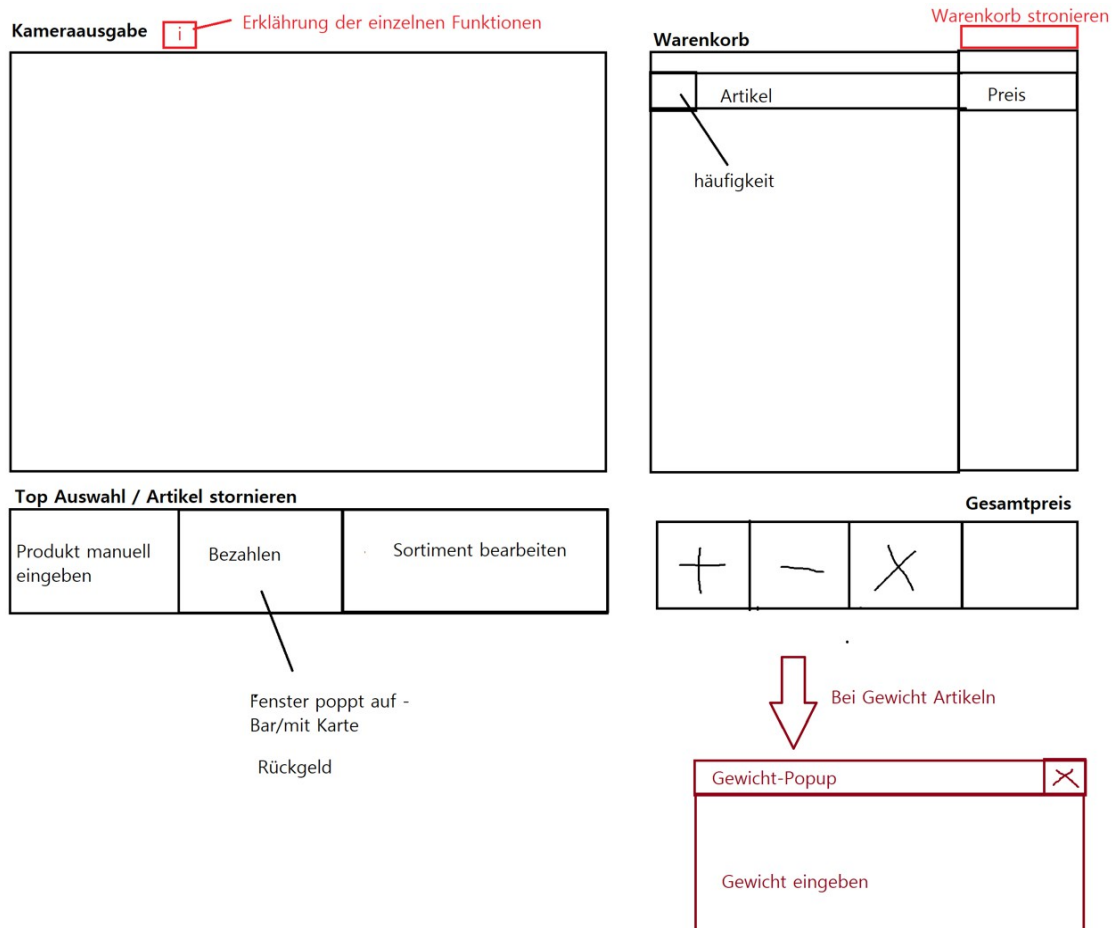 Kameraausgabe
i
Erklährung der einzelnen Funktionen
Warenkorb stronieren
Warenkorb
Artikel
Preis
häufigkeit
Top Auswahl / Artikel stornieren
Produkt manuell
eingeben
Bezahlen
Sortiment bearbeiten
Gesamtpreis
+ - X
Fenster poppt auf -
Bar/mit Karte
Rückgeld
Bei Gewicht Artikeln
Gewicht-Popup
X
Gewicht eingeben